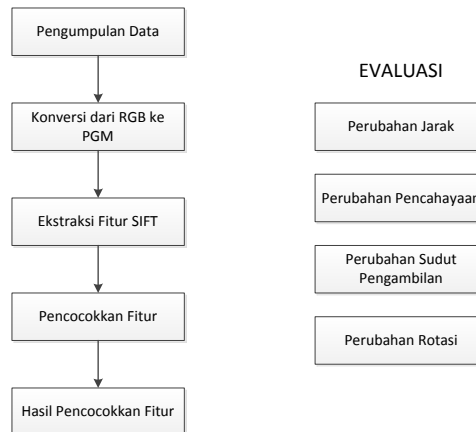 Pengumpulan Data
Konversi dari RGB ke
PGM
Ekstraksi Fitur SIFT
Pencocokkan Fitur
Hasil Pencocokkan Fitur
EVALUASI
Perubahan Jarak
Perubahan Pencahayaan
Perubahan Sudut
Pengambilan
Perubahan Rotasi